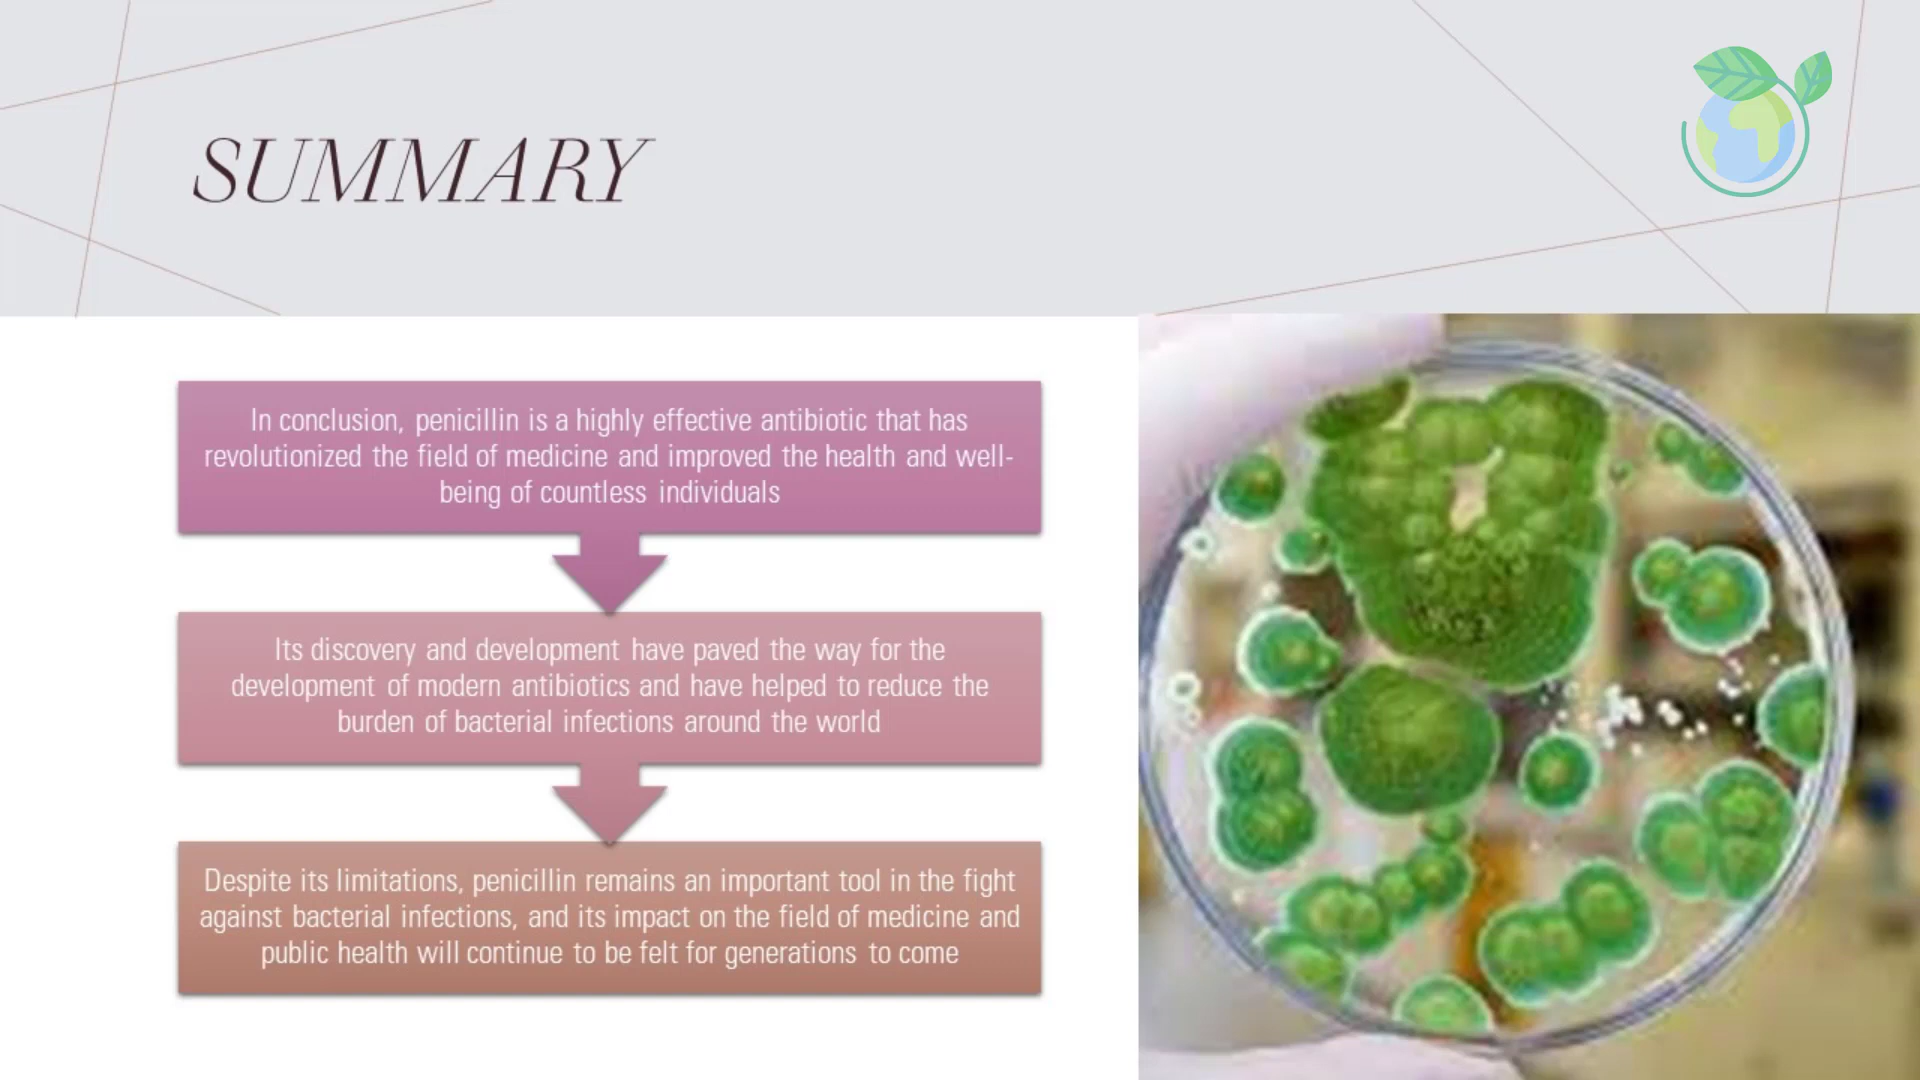 SUMMARY
In conclusion, penicillin is a highly effective antibiotic that has
revolutionized the field of medicine and improved the health and well-
being of countless individuals
Its discovery and development have paved the way for the
development of modern antibiotics and have helped to reduce the
burden of bacterial infections around the world
Despite its limitations, penicillin remains an important tool in the fight
against bacterial infections, and its impact on the field of medicine and
public health will continue to be felt for generations to come